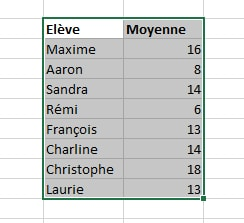 Elève Moyenne
Maxime 16
Aaron 8
Sandra 14
Rémi 6
François 13
Charline 14
Christophe 18
Laurie 13